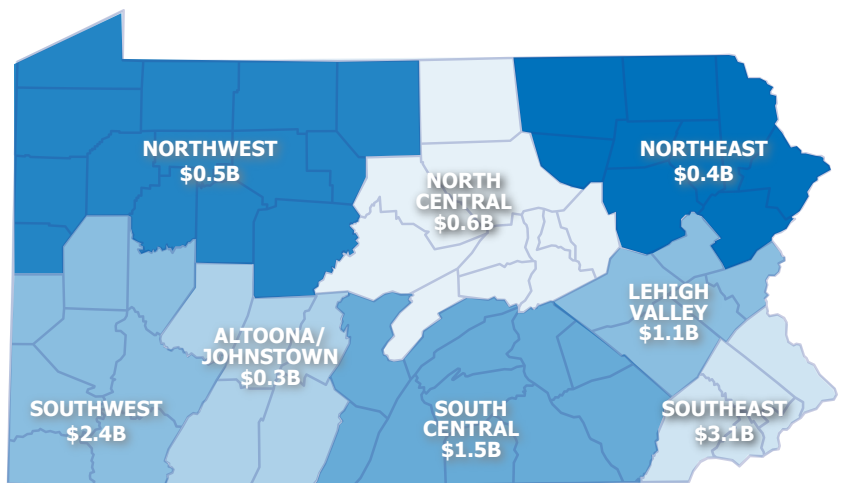 NORTHWEST
$0.5B
NORTHEAST
$0.4B
NORTH
CENTRAL
$0.6B
LEHIGH
VALLEY
$1.1B
ALTOONA/
JOHNSTOWN
$0.3B
SOUTHWEST
$2.4B
SOUTH
CENTRAL
$1.5B
SOUTHEAST
$3.1B